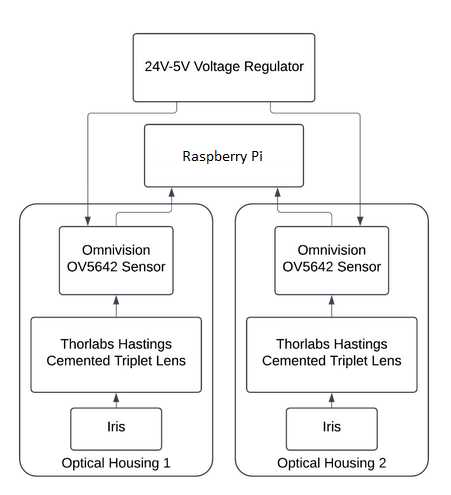 24V-5V Voltage Regulator
Raspberry Pi
Omnivision
OV5642 Sensor
Thorlabs Hastings
Cemented Triplet Lens
Iris
Optical Housing 1
Omnivision
OV5642 Sensor
Thorlabs Hastings
Cemented Triplet Lens
Iris
Optical Housing 2